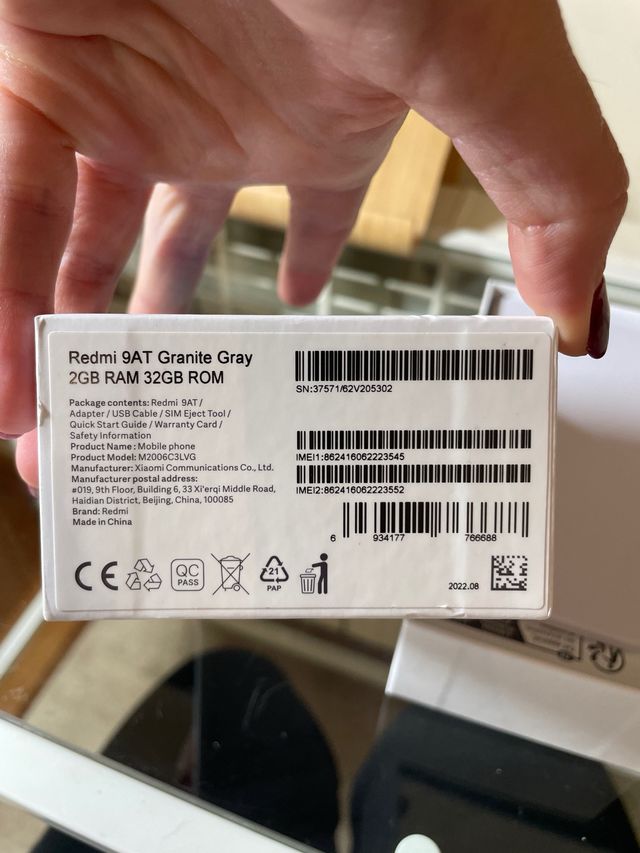 Redmi 9AT Granite Gray
2GB RAM 32GB ROM
Package contents: Redmi 9AT /
Adapter / USB Cable / SIM Eject Tool /
Quick Start Guide / Warranty Card /
Safety Information
Product Name: Mobile phone
Product Model: M2006C3LVG
Manufacturer: Xiaomi Communications Co., Ltd.
Manufacturer postal address:
#019, 9th Floor, Building 6, 33 Xi'erqi Middle Road,
Haidian District, Beijing, China, 100085
Brand: Redmi
Made in China
SN:37571/62V205302
IMEI1:862416062223545
IMEI2:862416062223552
6 934177 766688
CE
QC
PASS
21
PAP
2022.08